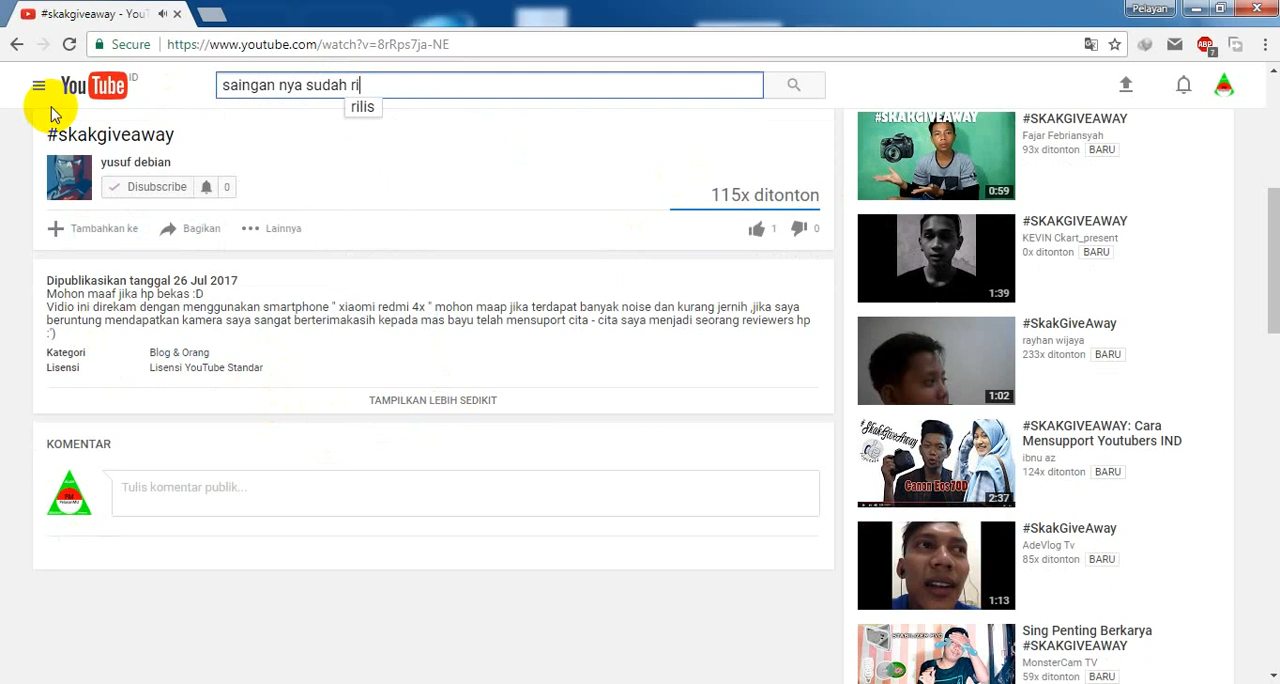 #skakgiveaway - You
Pelayan
Secure
https://www.youtube.com/watch?v=8rRps7ja-NE
7
YouTube ID
saingan nya sudah ri
rilis
#skakgiveaway
yusuf debian
Disubscribe 0
115x ditonton
Tambahkan ke
Bagikan
Lainnya
1
0
Dipublikasikan tanggal 26 Jul 2017
Mohon maaf jika hp bekas :D
Vidio ini direkam dengan menggunakan smartphone " xiaomi redmi 4x " mohon maap jika terdapat banyak noise dan kurang jernih ,jika saya
beruntung mendapatkan kamera saya sangat berterimakasih kepada mas bayu telah mensuport cita - cita saya menjadi seorang reviewers hp
:')
Kategori Blog & Orang
Lisensi Lisensi YouTube Standar
TAMPILKAN LEBIH SEDIKIT
KOMENTAR
Tulis komentar publik...
#SKAKGIVEAWAY
0:59
#SKAKGIVEAWAY
Fajar Febriansyah
93x ditonton BARU
1:39
#SKAKGIVEAWAY
KEVIN Ckart_present
0x ditonton BARU
1:02
#SkakGiveAway
rayhan wijaya
233x ditonton BARU
#SkakGiveAway
Canon Eos70D
2:37
#SKAKGIVEAWAY: Cara
Mensupport Youtubers IND
ibnu az
124x ditonton BARU
1:13
#SkakGiveAway
AdeVlog Tv
85x ditonton BARU
Sing Penting Berkarya
#SKAKGIVEAWAY
MonsterCam TV
59x ditonton BARU